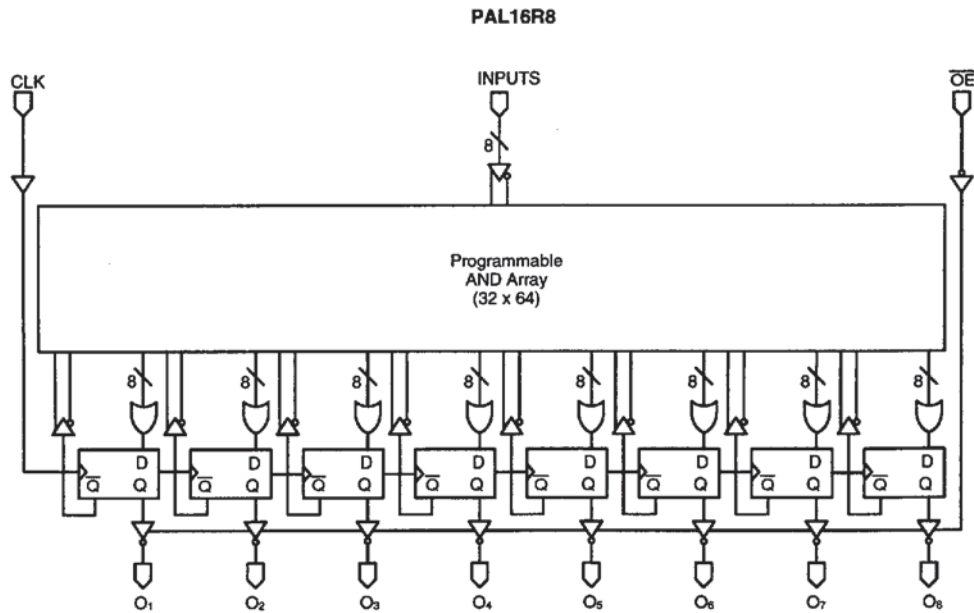 PAL16R8
CLK
INPUTS
O̅E̅
8
Programmable
AND Array
(32 x 64)
8 8 8 8 8 8 8 8
D D D D D D D D
Q̅ Q Q̅ Q Q̅ Q Q̅ Q Q̅ Q Q̅ Q Q̅ Q Q̅ Q
O₁ O₂ O₃ O₄ O₅ O₆ O₇ O₈